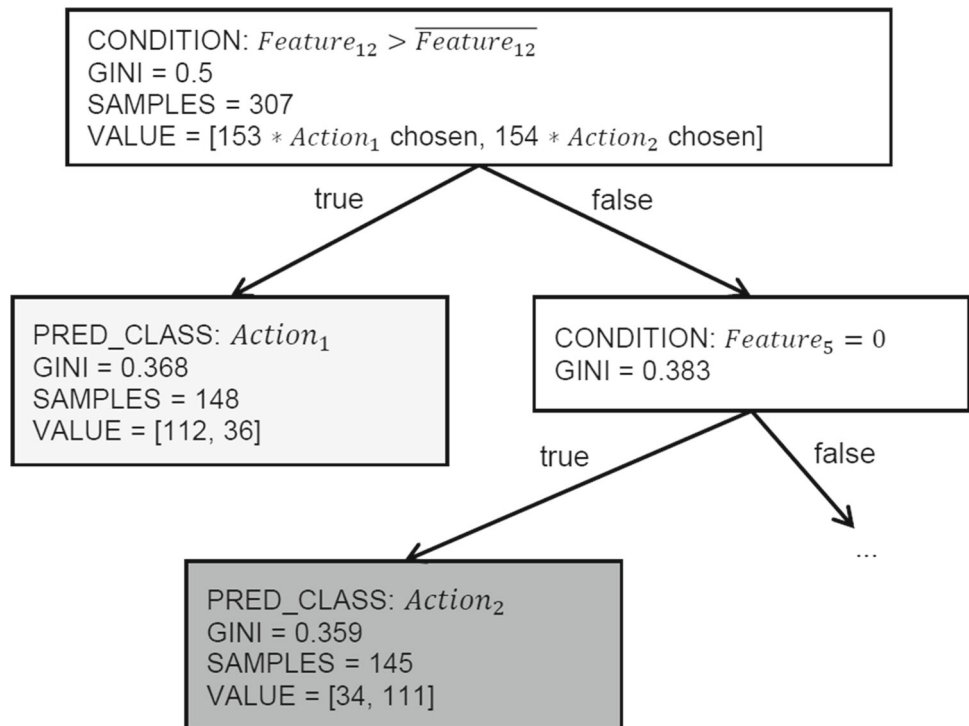 CONDITION: Feature₁₂ > \overline{Feature₁₂}
GINI = 0.5
SAMPLES = 307
VALUE = [153 * Action₁ chosen, 154 * Action₂ chosen]
true
false
PRED_CLASS: Action₁
GINI = 0.368
SAMPLES = 148
VALUE = [112, 36]
CONDITION: Feature₅ = 0
GINI = 0.383
true
false
...
PRED_CLASS: Action₂
GINI = 0.359
SAMPLES = 145
VALUE = [34, 111]